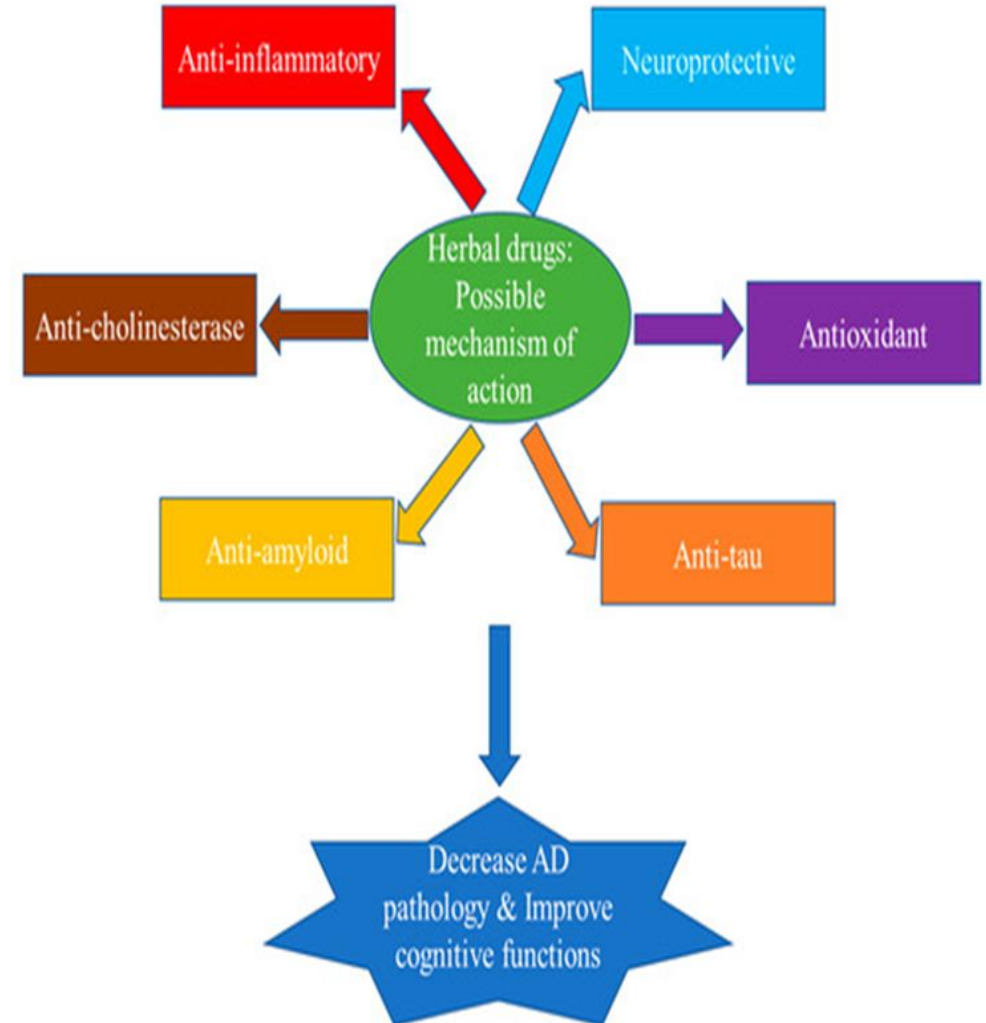 Anti-inflammatory
Neuroprotective
Herbal drugs:
Possible
mechanism of
action
Anti-cholinesterase
Antioxidant
Anti-amyloid
Anti-tau
Decrease AD
pathology & Improve
cognitive functions